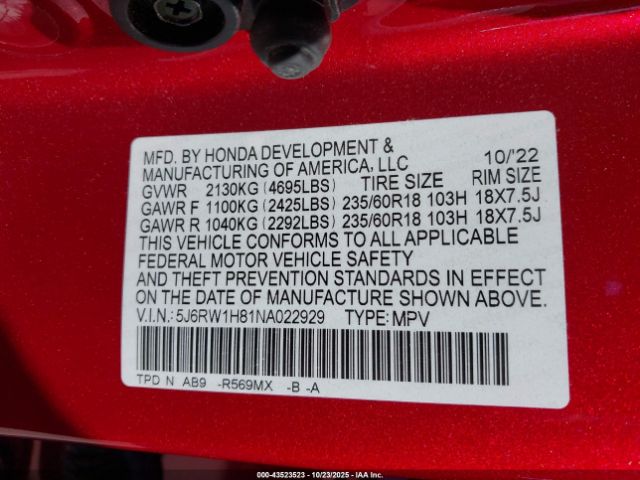 MFD. BY HONDA DEVELOPMENT &
MANUFACTURING OF AMERICA, LLC 10/'22
GVWR 2130KG (4695LBS) TIRE SIZE RIM SIZE
GAWR F 1100KG (2425LBS) 235/60R18 103H 18X7.5J
GAWR R 1040KG (2292LBS) 235/60R18 103H 18X7.5J
THIS VEHICLE CONFORMS TO ALL APPLICABLE
FEDERAL MOTOR VEHICLE SAFETY
AND THEFT PREVENTION STANDARDS IN EFFECT
ON THE DATE OF MANUFACTURE SHOWN ABOVE.
V.I.N.: 5J6RW1H81NA022929 TYPE: MPV
TPD N AB9 -R569MX -B -A
000-43523523 | 10/23/2025 | IAA, Inc.